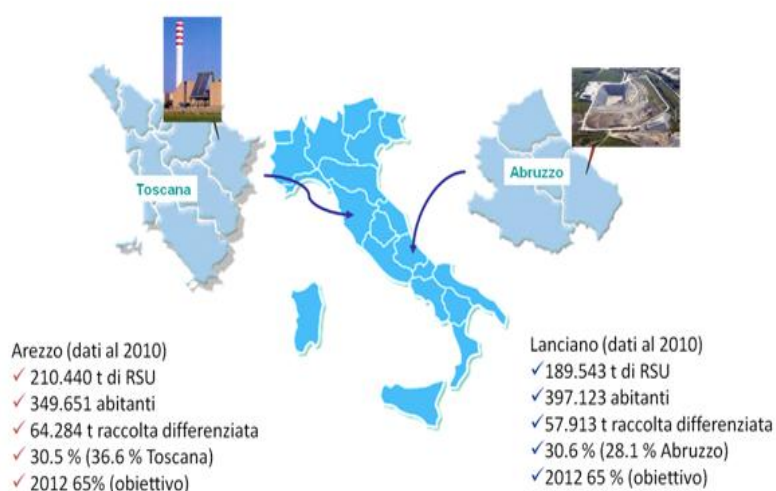 Toscana
Abruzzo
Arezzo (dati al 2010)
✓ 210.440 t di RSU
✓ 349.651 abitanti
✓ 64.284 t raccolta differenziata
✓ 30.5 % (36.6 % Toscana)
✓ 2012 65% (obiettivo)
Lanciano (dati al 2010)
✓189.543 t di RSU
✓397.123 abitanti
✓57.913 t raccolta differenziata
✓30.6 % (28.1 % Abruzzo)
✓2012 65 % (obiettivo)